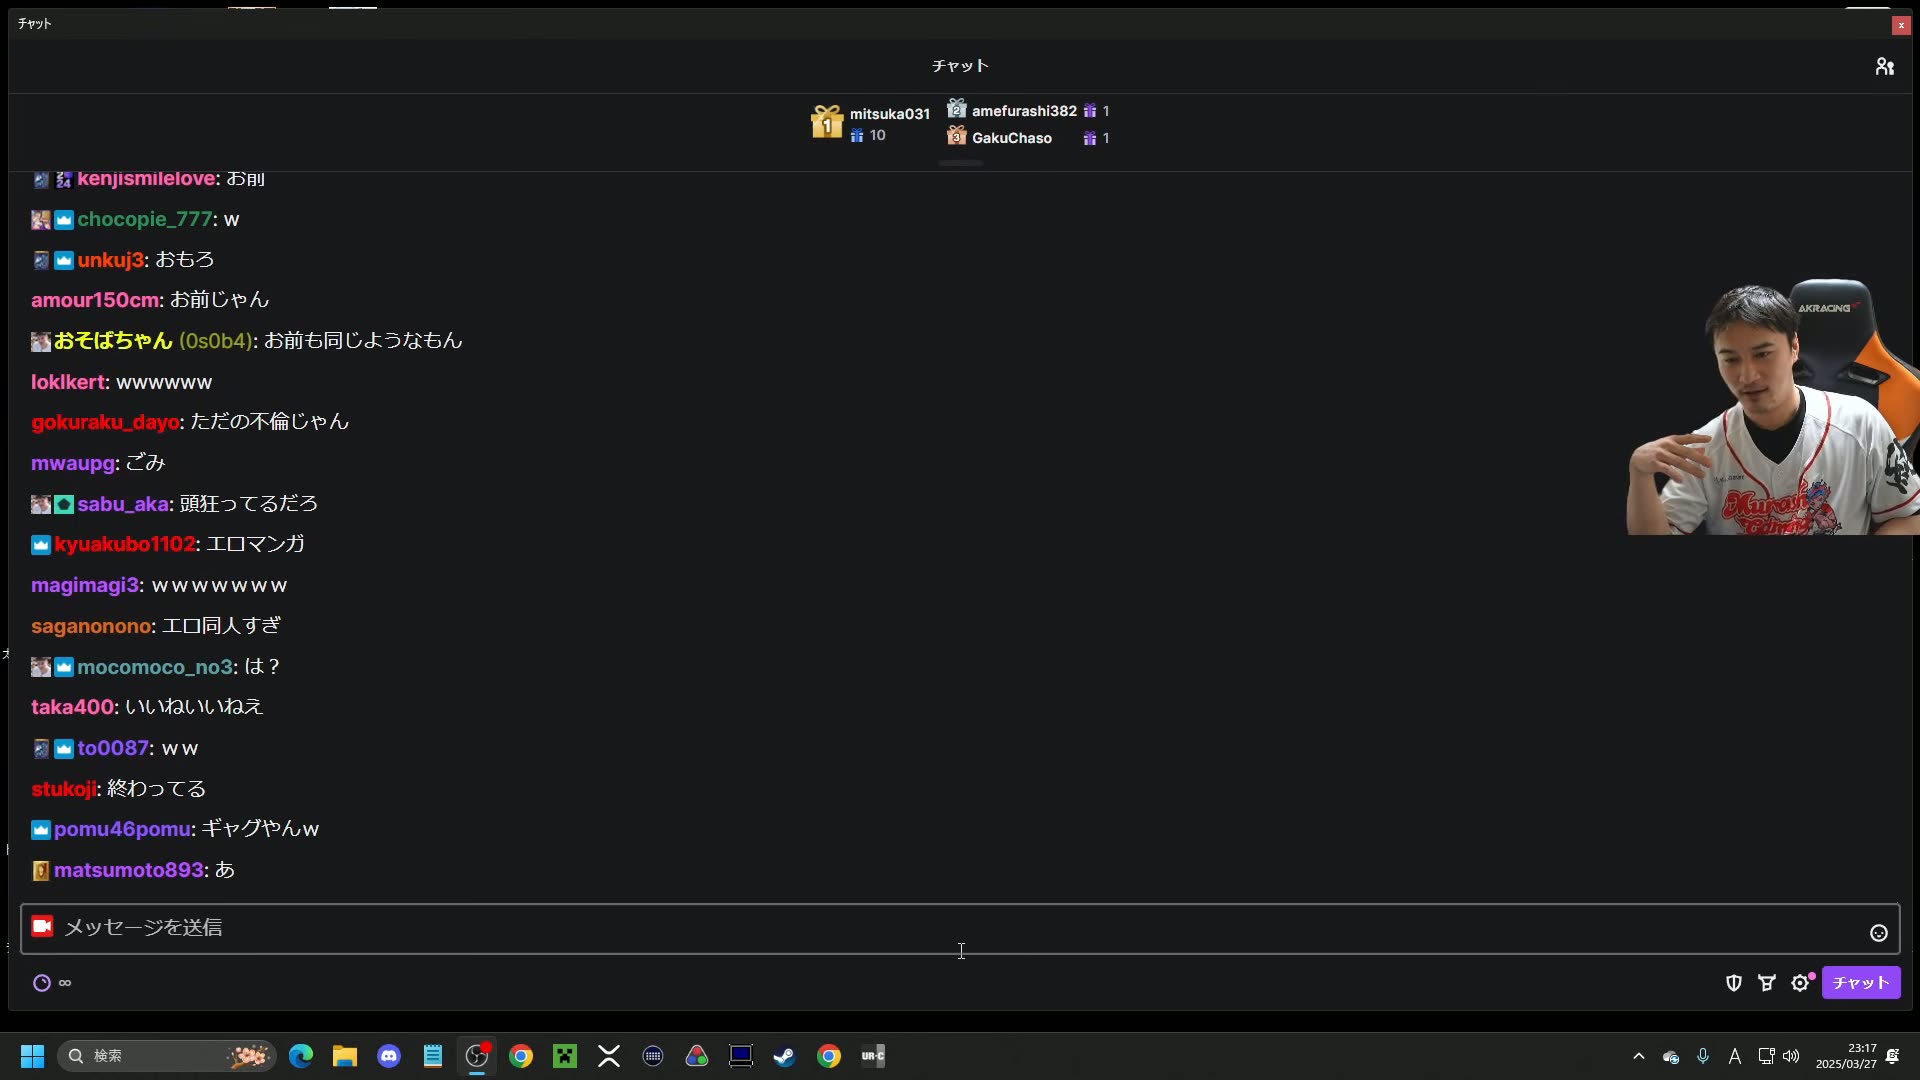 チャット
チャット
mitsuka031
10
amefurashi382 1
GakuChaso 1
kenjismilelove: お前
chocopie_777: w
unkuj3: おもろ
amour150cm: お前じゃん
おそばちゃん (0s0b4): お前も同じようなもん
loklkert: wwwwww
gokuraku_dayo: ただの不倫じゃん
mwaupg: ごみ
sabu_aka: 頭狂ってるだろ
kyuakubo1102: エロマンガ
magimagi3: ｗｗｗｗｗｗｗ
saganonono: エロ同人すぎ
mocomoco_no3: は？
taka400: いいねいいねえ
to0087: ｗｗ
stukoji: 終わってる
pomu46pomu: ギャグやんw
matsumoto893: あ
メッセージを送信
∞
チャット
AKRACING
Murash
Gaming
検索
UR-C
A
23:17
2025/03/27